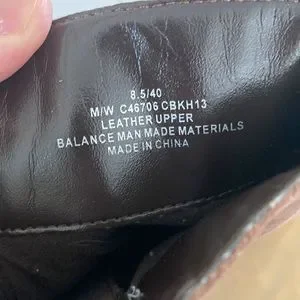 8.5/40
M/W C46706 CBKH13
LEATHER UPPER
BALANCE MAN MADE MATERIALS
MADE IN CHINA